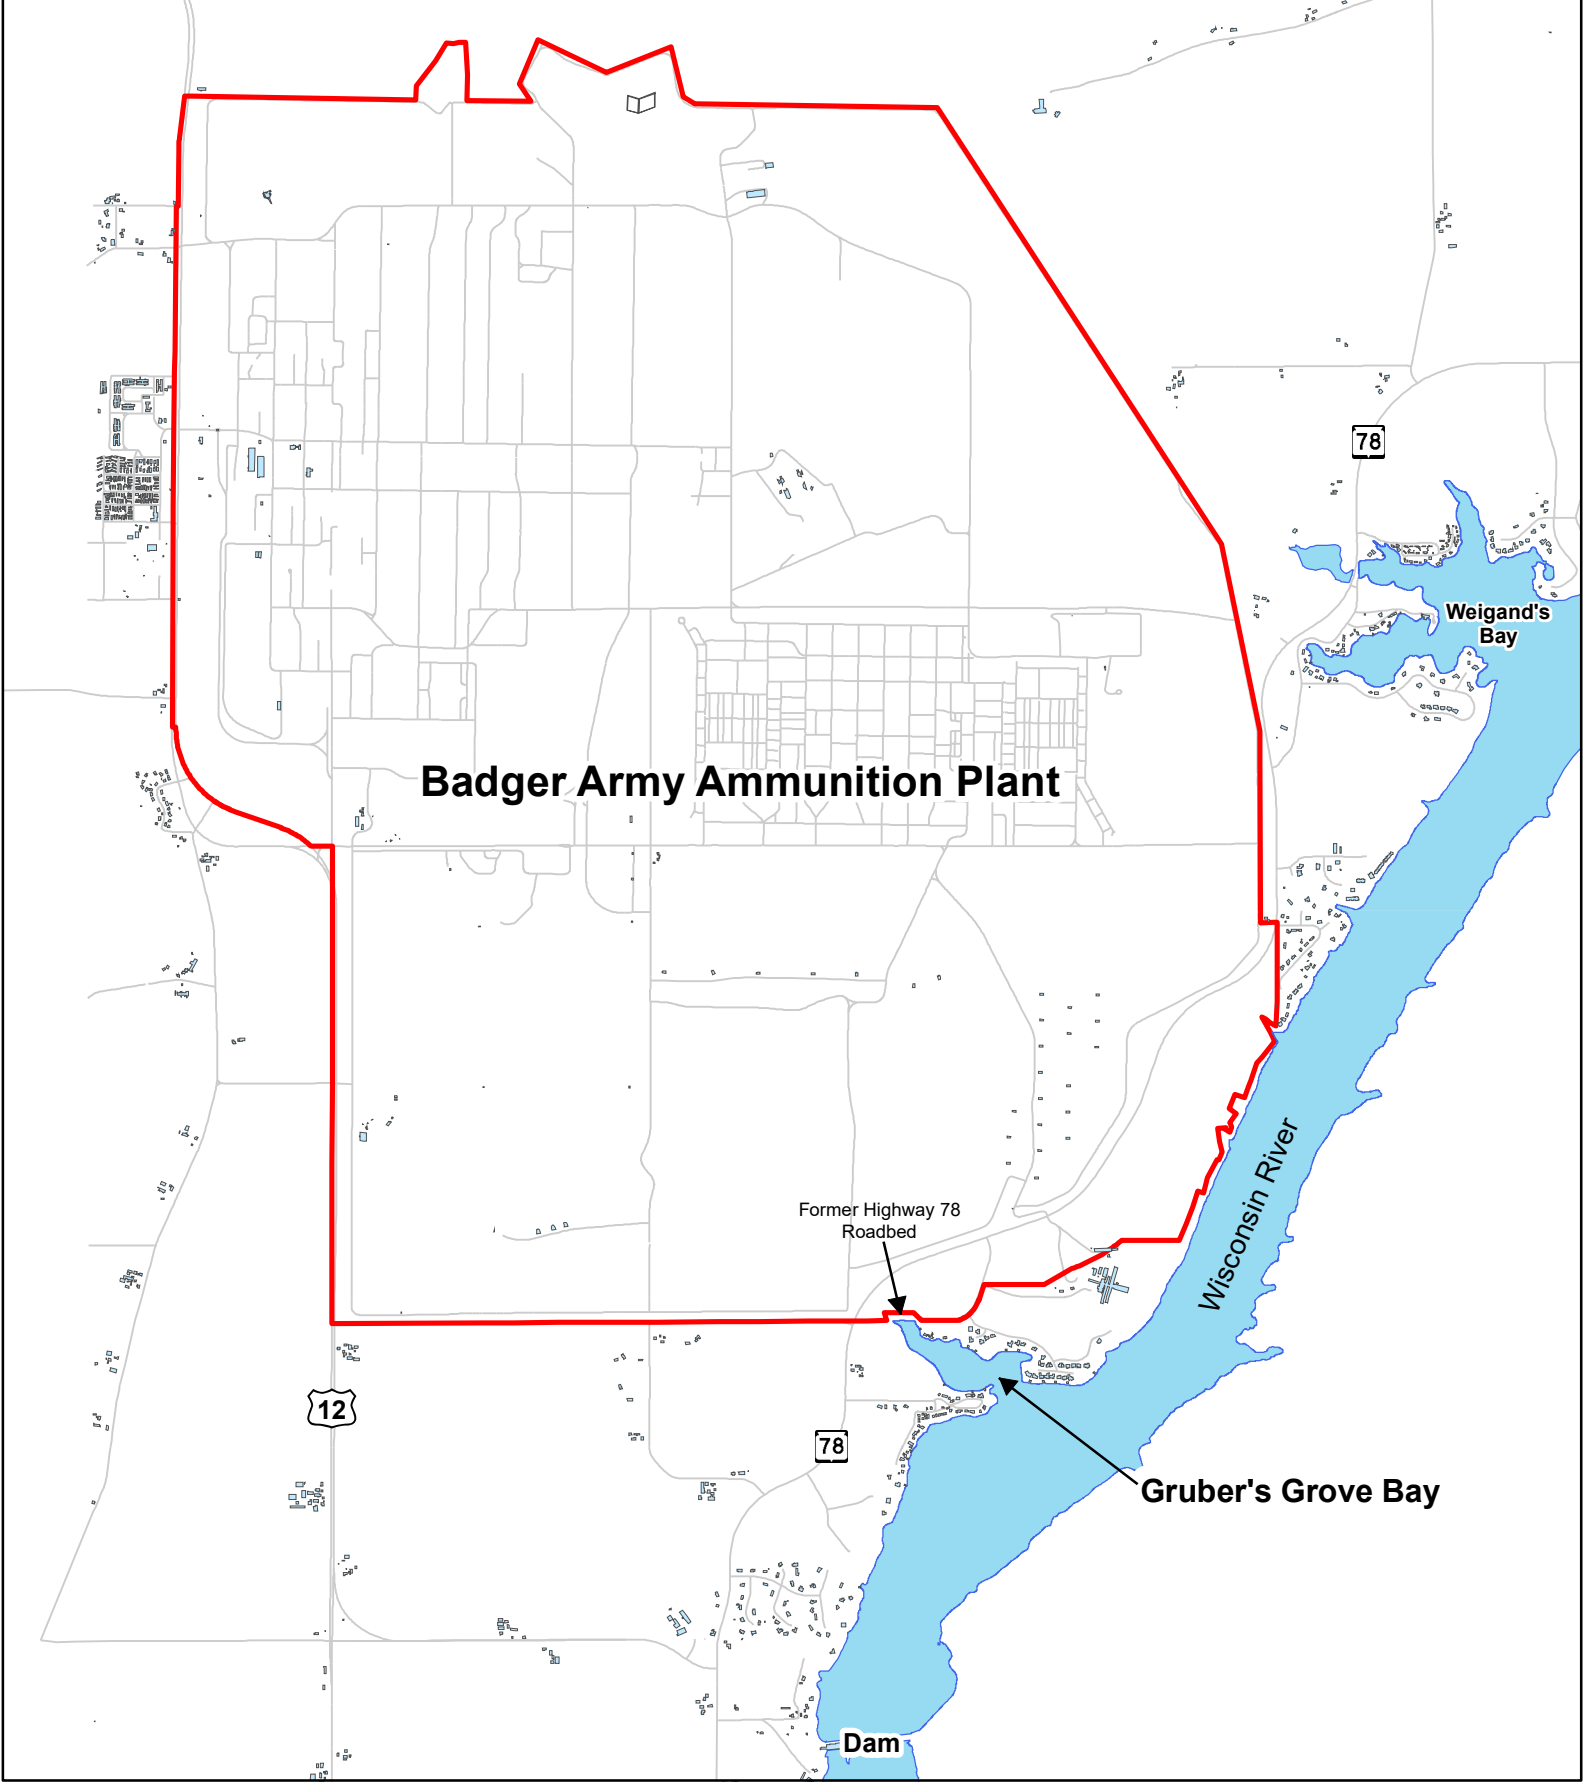 78
Weigand's
Bay
Badger Army Ammunition Plant
Wisconsin River
Former Highway 78
Roadbed
12
78
Gruber's Grove Bay
Dam